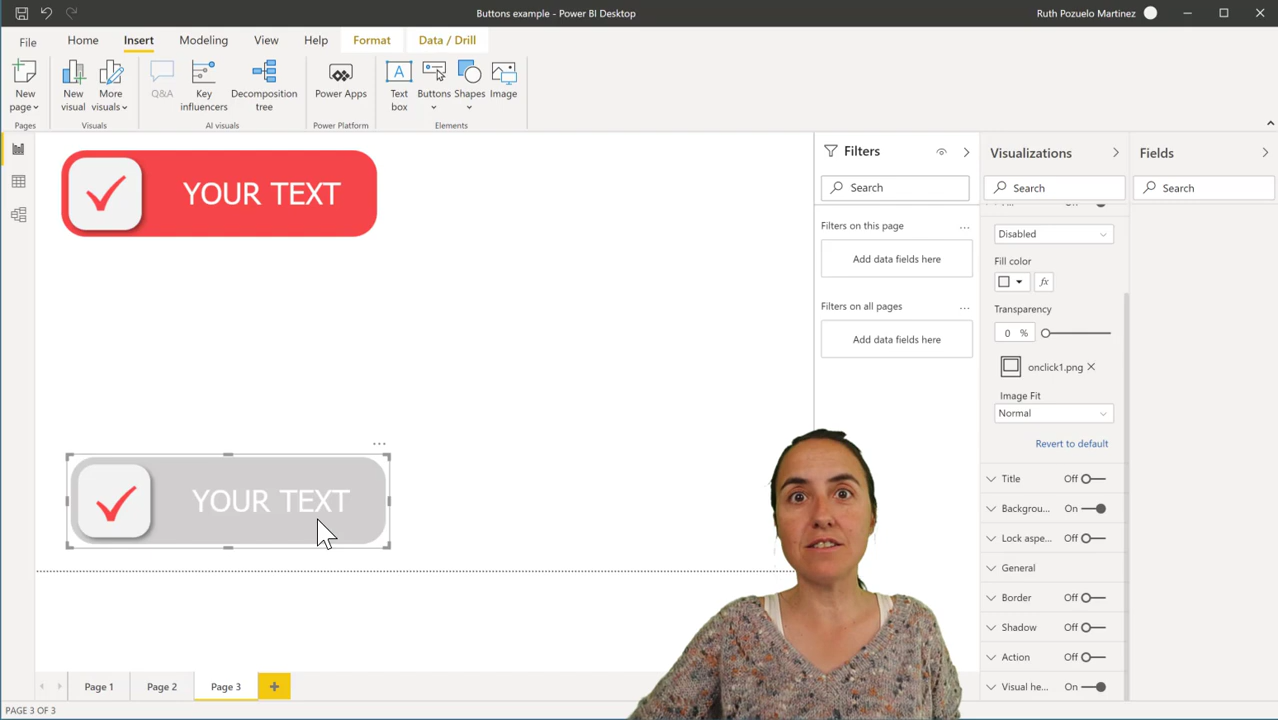 Buttons example - Power BI Desktop
Ruth Pozuelo Martinez
File
Home
Insert
Modeling
View
Help
Format
Data / Drill
New page
New visual
More visuals
Q&A
Key influencers
Decomposition tree
Power Apps
Text box
Buttons
Shapes
Image
Pages
Visuals
AI visuals
Power Platform
Elements
YOUR TEXT
YOUR TEXT
Filters
Search
Filters on this page
Add data fields here
Filters on all pages
Add data fields here
Visualizations
Search
Disabled
Fill color
fx
Transparency
0 %
onclick1.png
Image Fit
Normal
Revert to default
Title Off
Backgrou... On
Lock aspe... Off
General
Border Off
Shadow Off
Action Off
Visual he... On
Fields
Search
Page 1
Page 2
Page 3
PAGE 3 OF 3